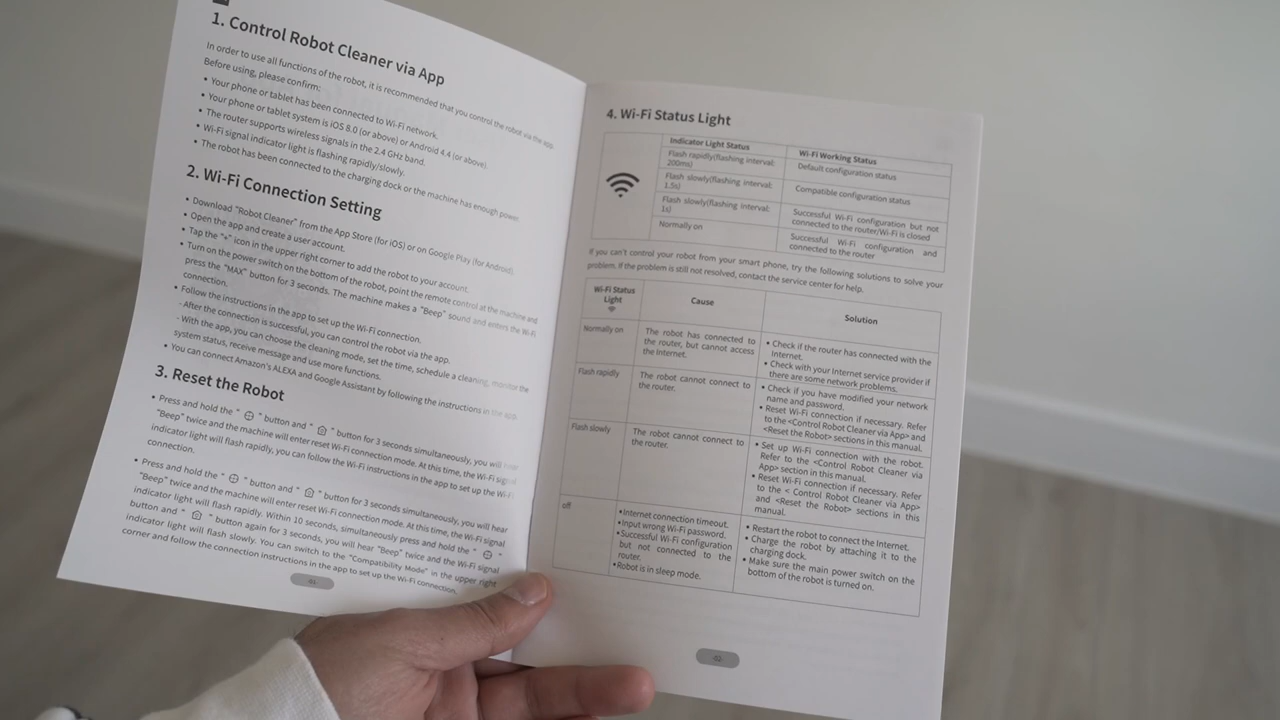 1. Control Robot Cleaner via App
In order to use all functions of the robot, it is recommended that you control the robot via the app.
Before using, please confirm:
• Your phone or tablet has been connected to Wi-Fi network.
• Your phone or tablet system is iOS 8.0 (or above) or Android 4.4 (or above).
• The router supports wireless signals in the 2.4 GHz band.
• Wi-Fi signal indicator light is flashing rapidly/slowly.
• The robot has been connected to the charging dock or the machine has enough power.
2. Wi-Fi Connection Setting
• Download "Robot Cleaner" from the App Store (for iOS) or on Google Play (for Android)
• Open the app and create a user account.
• Tap the "+" icon in the upper right corner to add the robot to your account.
• Turn on the power switch on the bottom of the robot, point the remote control at the machine and
press the "MAX" button for 3 seconds. The machine makes a "Beep" sound and enters the Wi-Fi
connection.
• Follow the instructions in the app to set up the Wi-Fi connection.
- After the connection is successful, you can control the robot via the app.
- With the app, you can choose the cleaning mode, set the time, schedule a cleaning, monitor the
system status, receive message and use more functions.
• You can connect Amazon's ALEXA and Google Assistant by following the instructions in the app.
3. Reset the Robot
• Press and hold the " " button and " " button for 3 seconds simultaneously, you will hear
"Beep" twice and the machine will enter reset Wi-Fi connection mode. At this time, the Wi-Fi signal
indicator light will flash rapidly, you can follow the Wi-Fi instructions in the app to set up the Wi-Fi
connection.
• Press and hold the " " button and " " button for 3 seconds simultaneously, you will hear
"Beep" twice and the machine will enter reset Wi-Fi connection mode. At this time, the Wi-Fi signal
indicator light will flash rapidly. Within 10 seconds, simultaneously press and hold the " "
button and " " button again for 3 seconds, you will hear "Beep" twice and the Wi-Fi signal
indicator light will flash slowly. You can switch to the "Compatibility Mode" in the upper right
corner and follow the connection instructions in the app to set up the Wi-Fi connection.
4. Wi-Fi Status Light
Indicator Light Status Wi-Fi Working Status
Flash rapidly(flashing interval: 200ms) Default configuration status
Flash slowly(flashing interval: 1.5s) Compatible configuration status
Flash slowly(flashing interval: 1s) Successful Wi-Fi configuration but not connected to the router/Wi-Fi is closed
Normally on Successful Wi-Fi configuration and connected to the router
If you can't control your robot from your smart phone, try the following solutions to solve your
problem. If the problem is still not resolved, contact the service center for help.
Wi-Fi Status Light Cause Solution
Normally on
The robot has connected to
the router, but cannot access
the Internet.
• Check if the router has connected with the
Internet.
• Check with your Internet service provider if
there are some network problems.
Flash rapidly
The robot cannot connect to
the router.
• Check if you have modified your network
name and password.
• Reset Wi-Fi connection if necessary. Refer
to the <Control Robot Cleaner via App> and
<Reset the Robot> sections in this manual.
Flash slowly
The robot cannot connect to
the router.
• Set up Wi-Fi connection with the robot.
Refer to the <Control Robot Cleaner via
App> section in this manual.
• Reset Wi-Fi connection if necessary. Refer
to the < Control Robot Cleaner via App>
and <Reset the Robot> sections in this
manual.
off
•Internet connection timeout.
•Input wrong Wi-Fi password.
•Successful Wi-Fi configuration
but not connected to the
router.
•Robot is in sleep mode.
• Restart the robot to connect the Internet.
• Charge the robot by attaching it to the
charging dock.
• Make sure the main power switch on the
bottom of the robot is turned on.